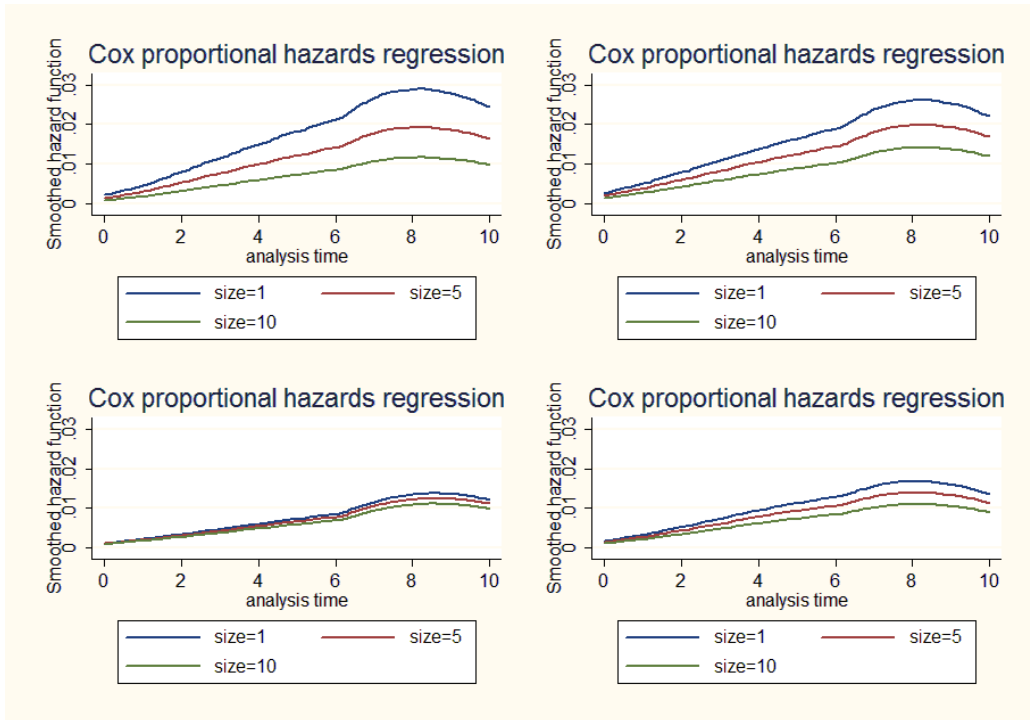 Cox proportional hazards regression
Smoothed hazard function
.03
.02
.01
0
0 2 4 6 8 10
analysis time
size=1 size=5
size=10
Cox proportional hazards regression
Smoothed hazard function
.03
.02
.01
0
0 2 4 6 8 10
analysis time
size=1 size=5
size=10
Cox proportional hazards regression
Smoothed hazard function
.03
.02
.01
0
0 2 4 6 8 10
analysis time
size=1 size=5
size=10
Cox proportional hazards regression
Smoothed hazard function
.03
.02
.01
0
0 2 4 6 8 10
analysis time
size=1 size=5
size=10